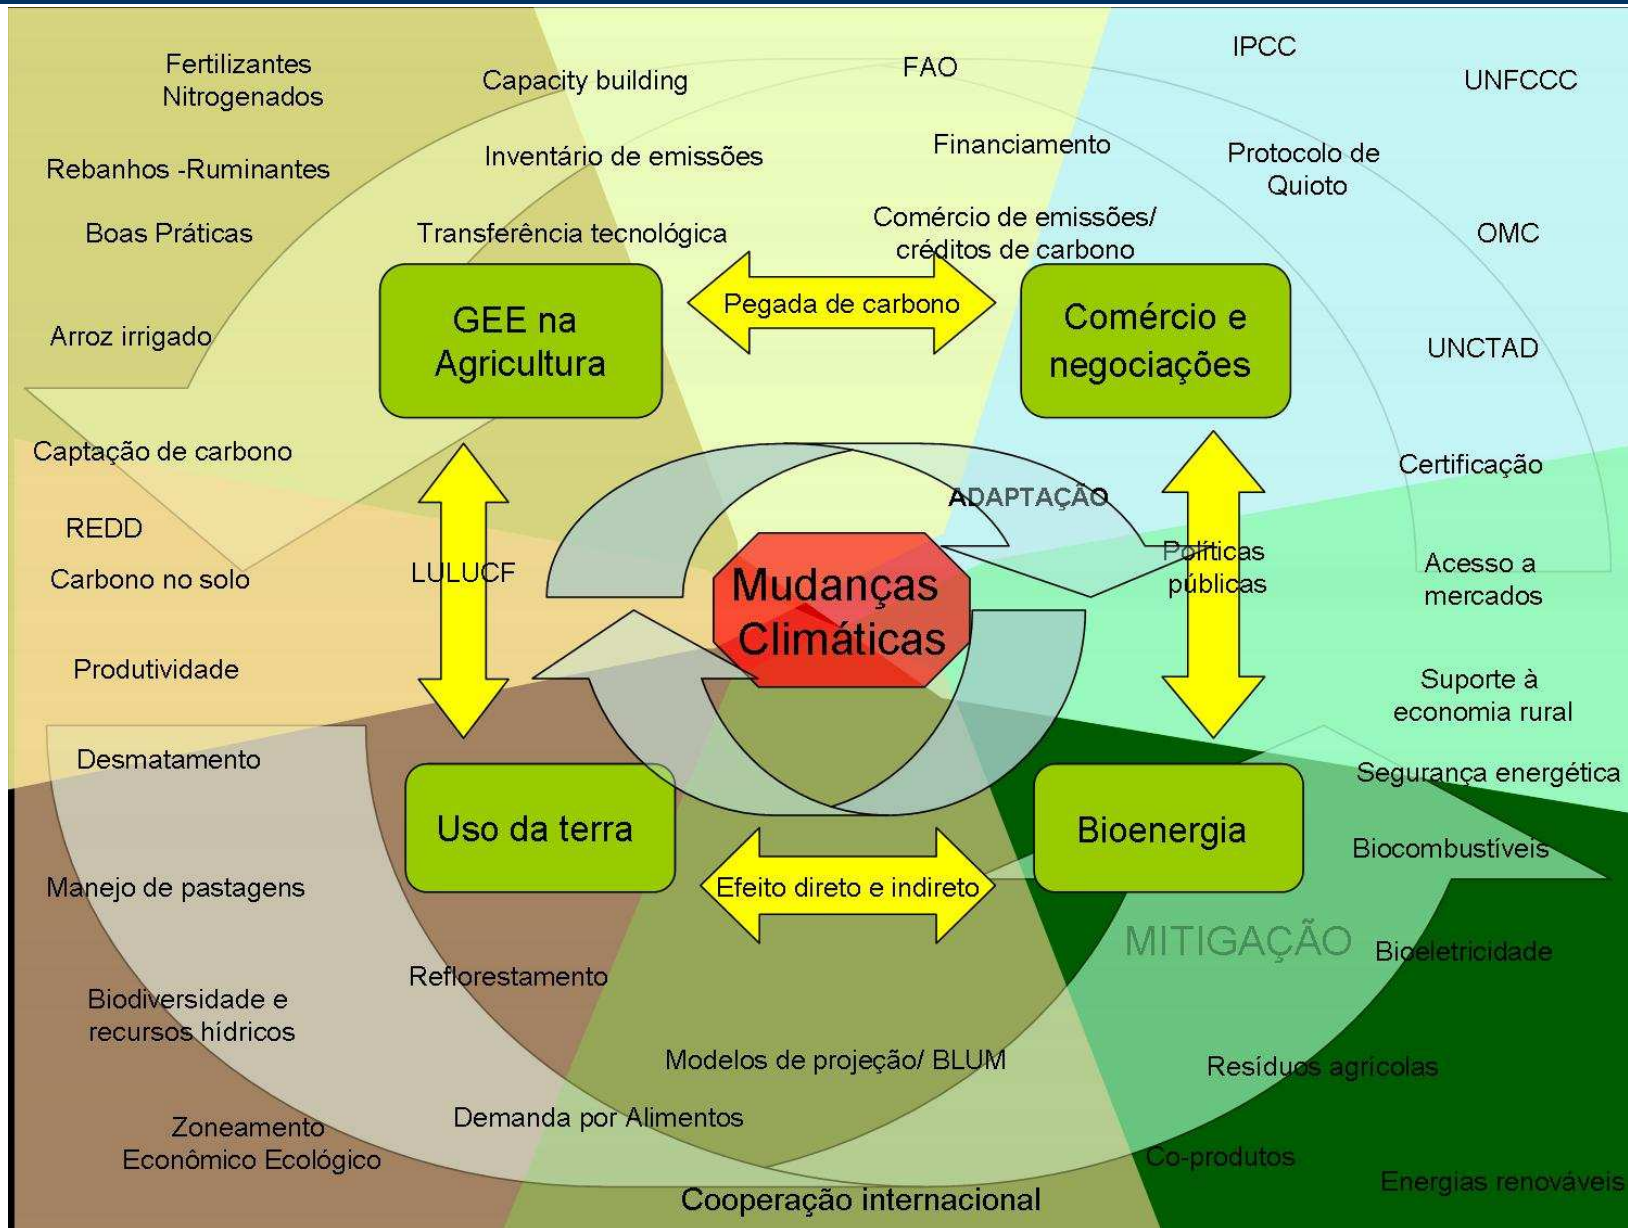 IPCC
Fertilizantes
Nitrogenados
Capacity building
FAO
UNFCCC
Rebanhos -Ruminantes
Inventário de emissões
Financiamento
Protocolo de
Quioto
Boas Práticas
Transferência tecnológica
Comércio de emissões/
créditos de carbono
OMC
Arroz irrigado
GEE na
Agricultura
Pegada de carbono
Comércio e
negociações
UNCTAD
Captação de carbono
Certificação
ADAPTAÇÃO
REDD
Carbono no solo
LULUCF
Mudanças
Climáticas
Políticas
públicas
Acesso a
mercados
Produtividade
Suporte à
economia rural
Desmatamento
Segurança energética
Uso da terra
Bioenergia
Biocombustíveis
Manejo de pastagens
Efeito direto e indireto
MITIGAÇÃO
Bioeletricidade
Reflorestamento
Biodiversidade e
recursos hídricos
Modelos de projeção/ BLUM
Resíduos agrícolas
Demanda por Alimentos
Zoneamento
Econômico Ecológico
Co-produtos
Energias renováveis
Cooperação internacional